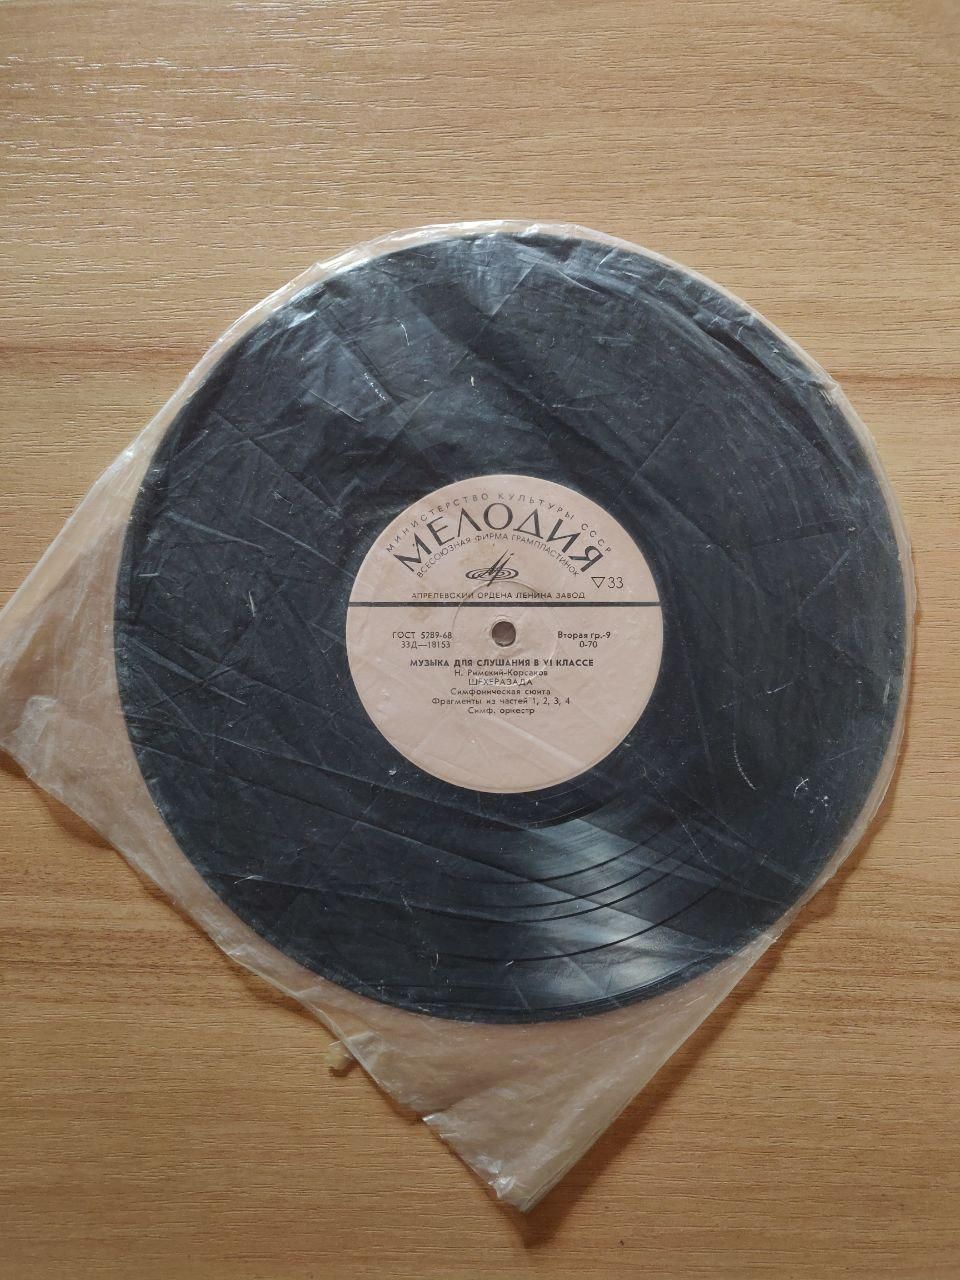 МИНИСТЕРСТВО КУЛЬТУРЫ СССР
МЕЛОДИЯ
ВСЕСОЮЗНАЯ ФИРМА ГРАМПЛАСТИНОК
▽33
АПРЕЛЕВСКИЙ ОРДЕНА ЛЕНИНА ЗАВОД
ГОСТ 5289-68 Вторая гр.-9
33Д—18153 0-70
МУЗЫКА ДЛЯ СЛУШАНИЯ В VI КЛАССЕ
Н. Римский-Корсаков
ШЕХЕРАЗАДА
Симфоническая сюита
Фрагменты из частей 1, 2, 3, 4
Симф. оркестр